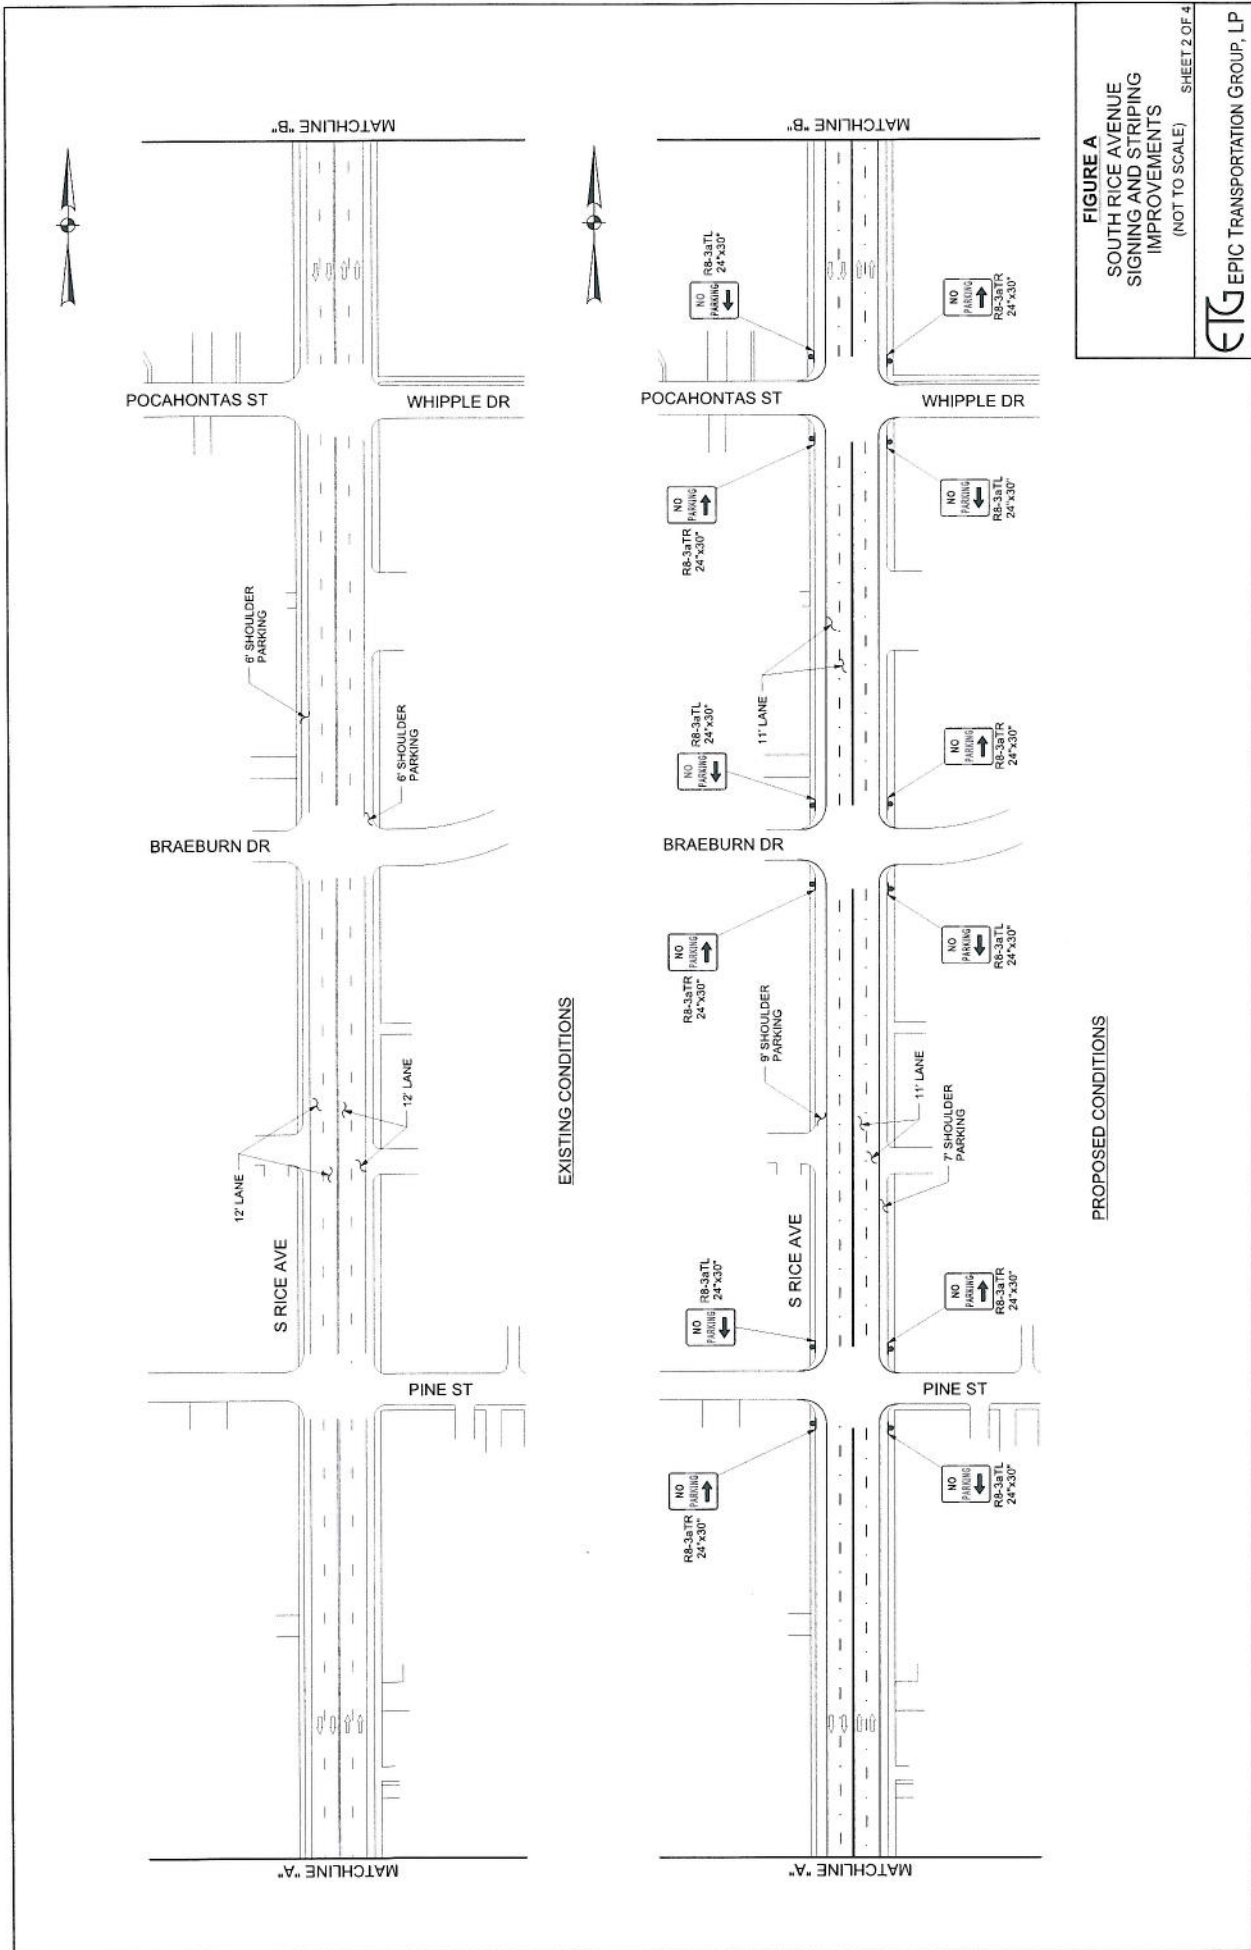 MATCHLINE "B"
POCAHONTAS ST
WHIPPLE DR
6' SHOULDER
PARKING
6' SHOULDER
PARKING
BRAEBURN DR
12' LANE
12' LANE
S RICE AVE
PINE ST
MATCHLINE "A"
EXISTING CONDITIONS
MATCHLINE "B"
NO
PARKING
R8-3aTL
24"x30"
NO
PARKING
R8-3aTR
24"x30"
POCAHONTAS ST
WHIPPLE DR
NO
PARKING
R8-3aTR
24"x30"
NO
PARKING
R8-3aTL
24"x30"
11' LANE
NO
PARKING
R8-3aTL
24"x30"
NO
PARKING
R8-3aTR
24"x30"
BRAEBURN DR
NO
PARKING
R8-3aTR
24"x30"
NO
PARKING
R8-3aTL
24"x30"
9' SHOULDER
PARKING
11' LANE
7' SHOULDER
PARKING
S RICE AVE
NO
PARKING
R8-3aTL
24"x30"
NO
PARKING
R8-3aTR
24"x30"
PINE ST
NO
PARKING
R8-3aTR
24"x30"
NO
PARKING
R8-3aTL
24"x30"
MATCHLINE "A"
PROPOSED CONDITIONS
FIGURE A
SOUTH RICE AVENUE
SIGNING AND STRIPING
IMPROVEMENTS
(NOT TO SCALE)
SHEET 2 OF 4
ETG EPIC TRANSPORTATION GROUP, LP